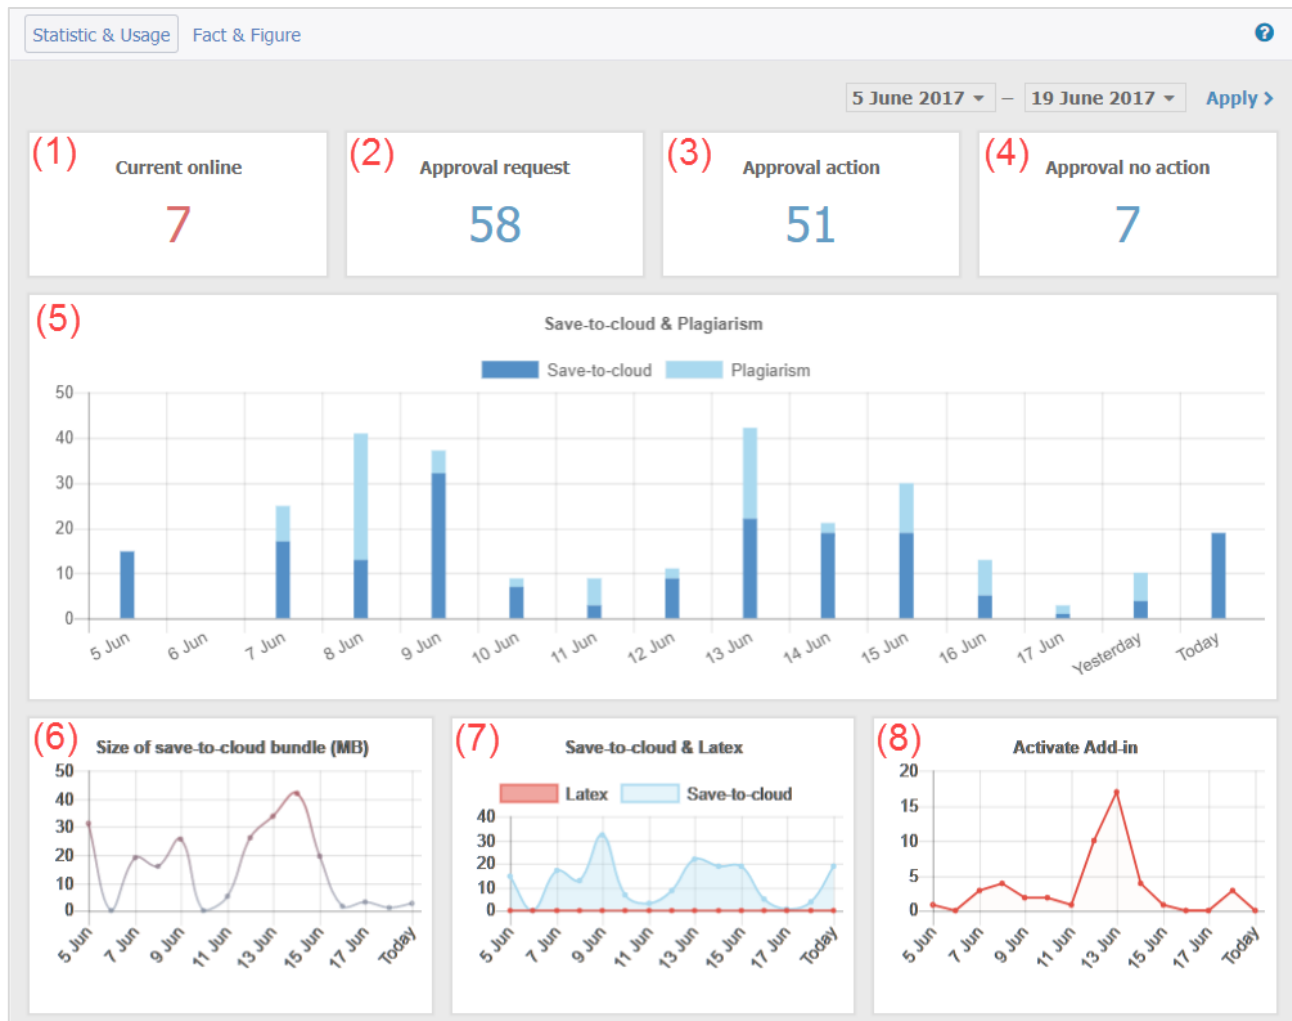 Statistic & Usage Fact & Figure ?
5 June 2017 – 19 June 2017 Apply
(1) Current online
7
(2) Approval request
58
(3) Approval action
51
(4) Approval no action
7
(5) Save-to-cloud & Plagiarism
Save-to-cloud Plagiarism
50
40
30
20
10
0
5 Jun 6 Jun 7 Jun 8 Jun 9 Jun 10 Jun 11 Jun 12 Jun 13 Jun 14 Jun 15 Jun 16 Jun 17 Jun Yesterday Today
(6) Size of save-to-cloud bundle (MB)
50
40
30
20
10
0
5 Jun 7 Jun 9 Jun 11 Jun 13 Jun 15 Jun 17 Jun Today
(7) Save-to-cloud & Latex
Latex Save-to-cloud
40
30
20
10
0
5 Jun 7 Jun 9 Jun 11 Jun 13 Jun 15 Jun 17 Jun Today
(8) Activate Add-in
20
15
10
5
0
5 Jun 7 Jun 9 Jun 11 Jun 13 Jun 15 Jun 17 Jun Today